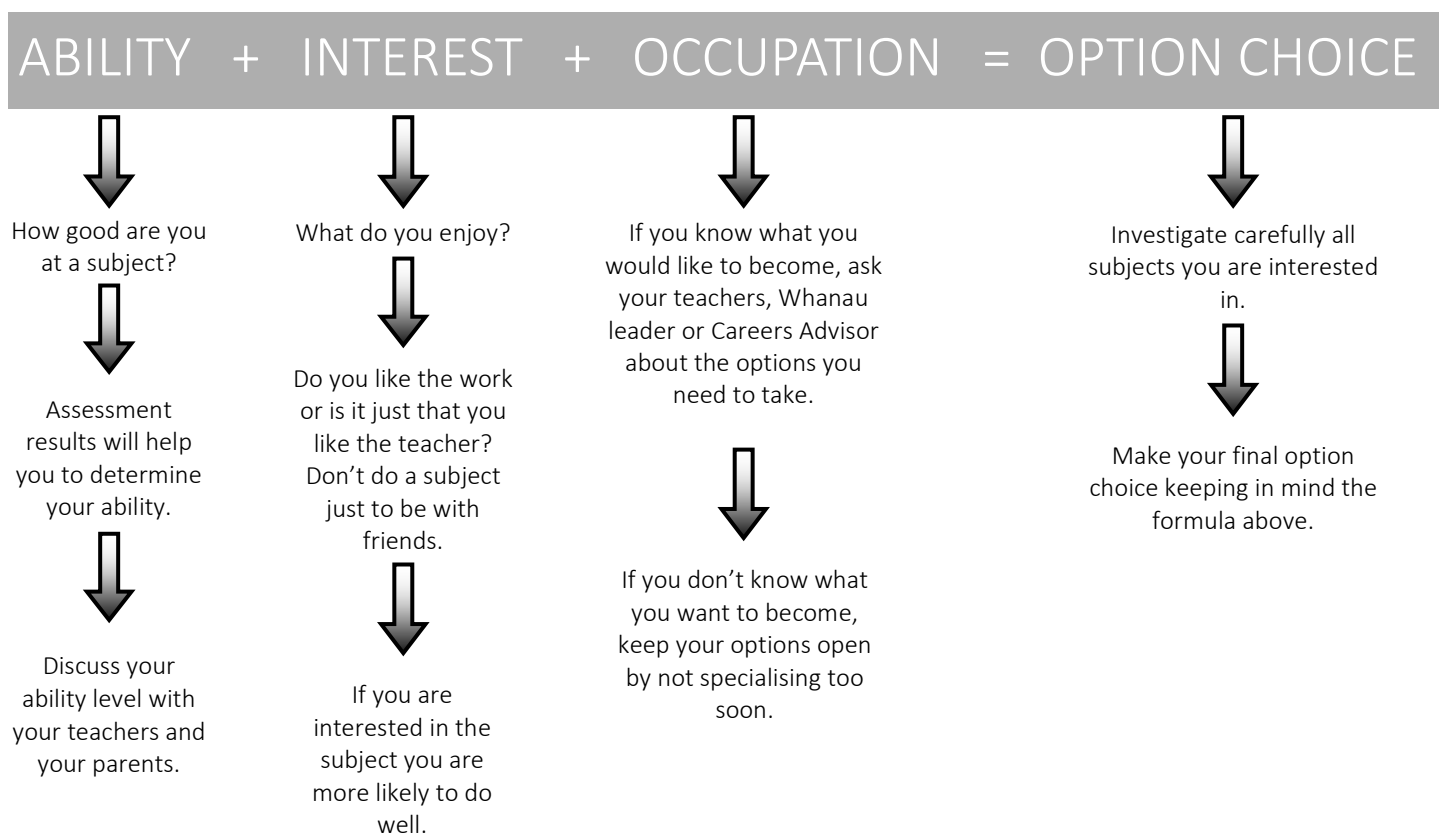 ABILITY + INTEREST + OCCUPATION = OPTION CHOICE
How good are you
at a subject?
Assessment
results will help
you to determine
your ability.
Discuss your
ability level with
your teachers and
your parents.
What do you enjoy?
Do you like the work
or is it just that you
like the teacher?
Don’t do a subject
just to be with
friends.
If you are
interested in the
subject you are
more likely to do
well.
If you know what you
would like to become, ask
your teachers, Whanau
leader or Careers Advisor
about the options you
need to take.
If you don’t know what
you want to become,
keep your options open
by not specialising too
soon.
Investigate carefully all
subjects you are interested
in.
Make your final option
choice keeping in mind the
formula above.